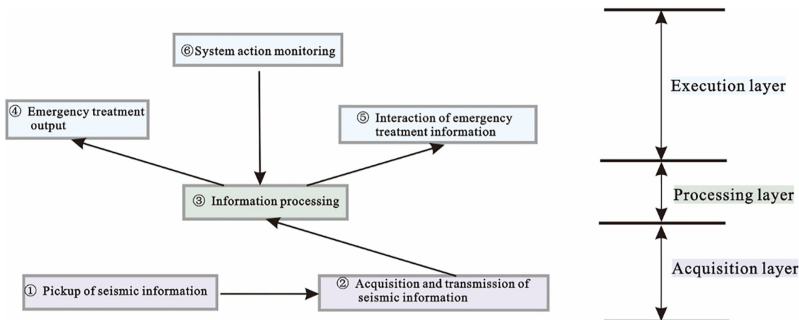 ⑥System action monitoring
④ Emergency treatment
output
⑤ Interaction of emergency
treatment information
③ Information processing
① Pickup of seismic information
② Acquisition and transmission of
seismic information
Execution layer
Processing layer
Acquisition layer